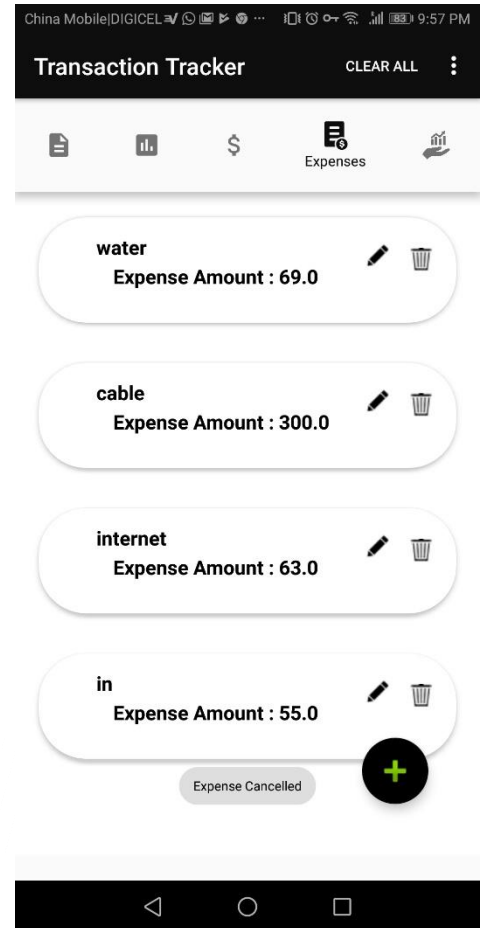 China Mobile|DIGICEL 83 9:57 PM
Transaction Tracker CLEAR ALL
Expenses
water
Expense Amount : 69.0
cable
Expense Amount : 300.0
internet
Expense Amount : 63.0
in
Expense Amount : 55.0
Expense Cancelled